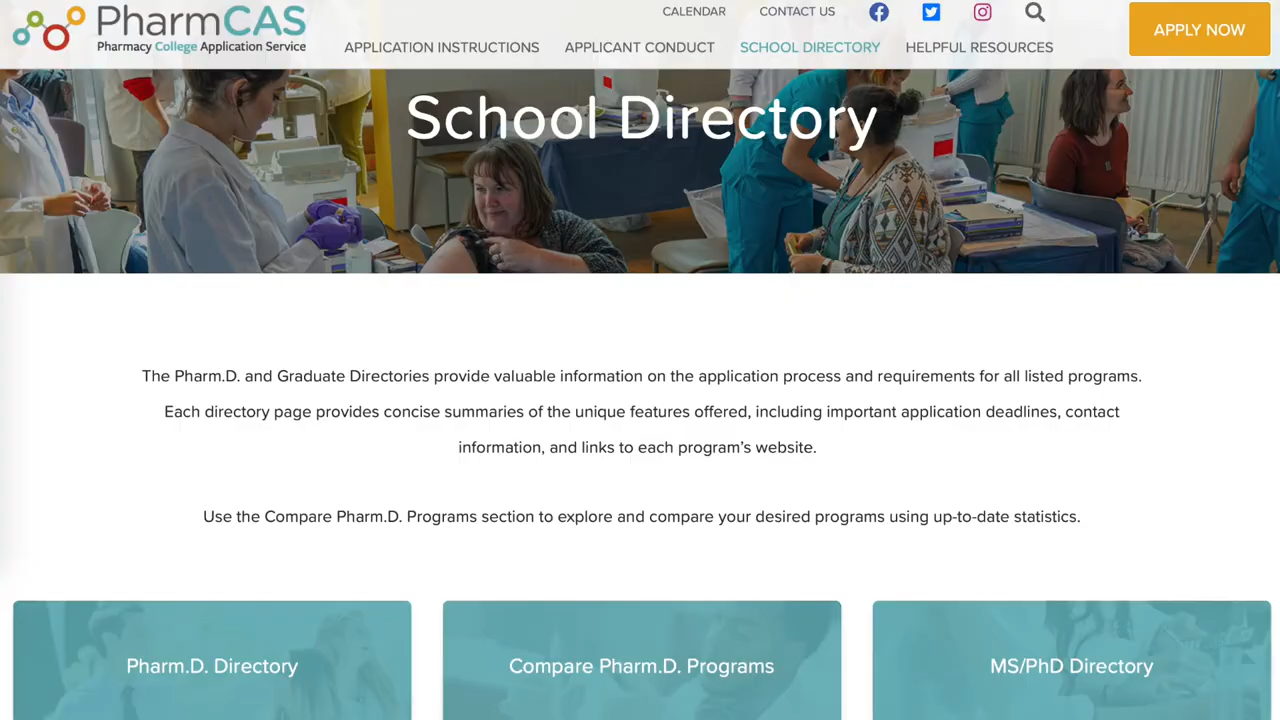 PharmCAS
Pharmacy College Application Service
CALENDAR
CONTACT US
APPLICATION INSTRUCTIONS
APPLICANT CONDUCT
SCHOOL DIRECTORY
HELPFUL RESOURCES
APPLY NOW
School Directory
The Pharm.D. and Graduate Directories provide valuable information on the application process and requirements for all listed programs.
Each directory page provides concise summaries of the unique features offered, including important application deadlines, contact
information, and links to each program's website.
Use the Compare Pharm.D. Programs section to explore and compare your desired programs using up-to-date statistics.
Pharm.D. Directory
Compare Pharm.D. Programs
MS/PhD Directory